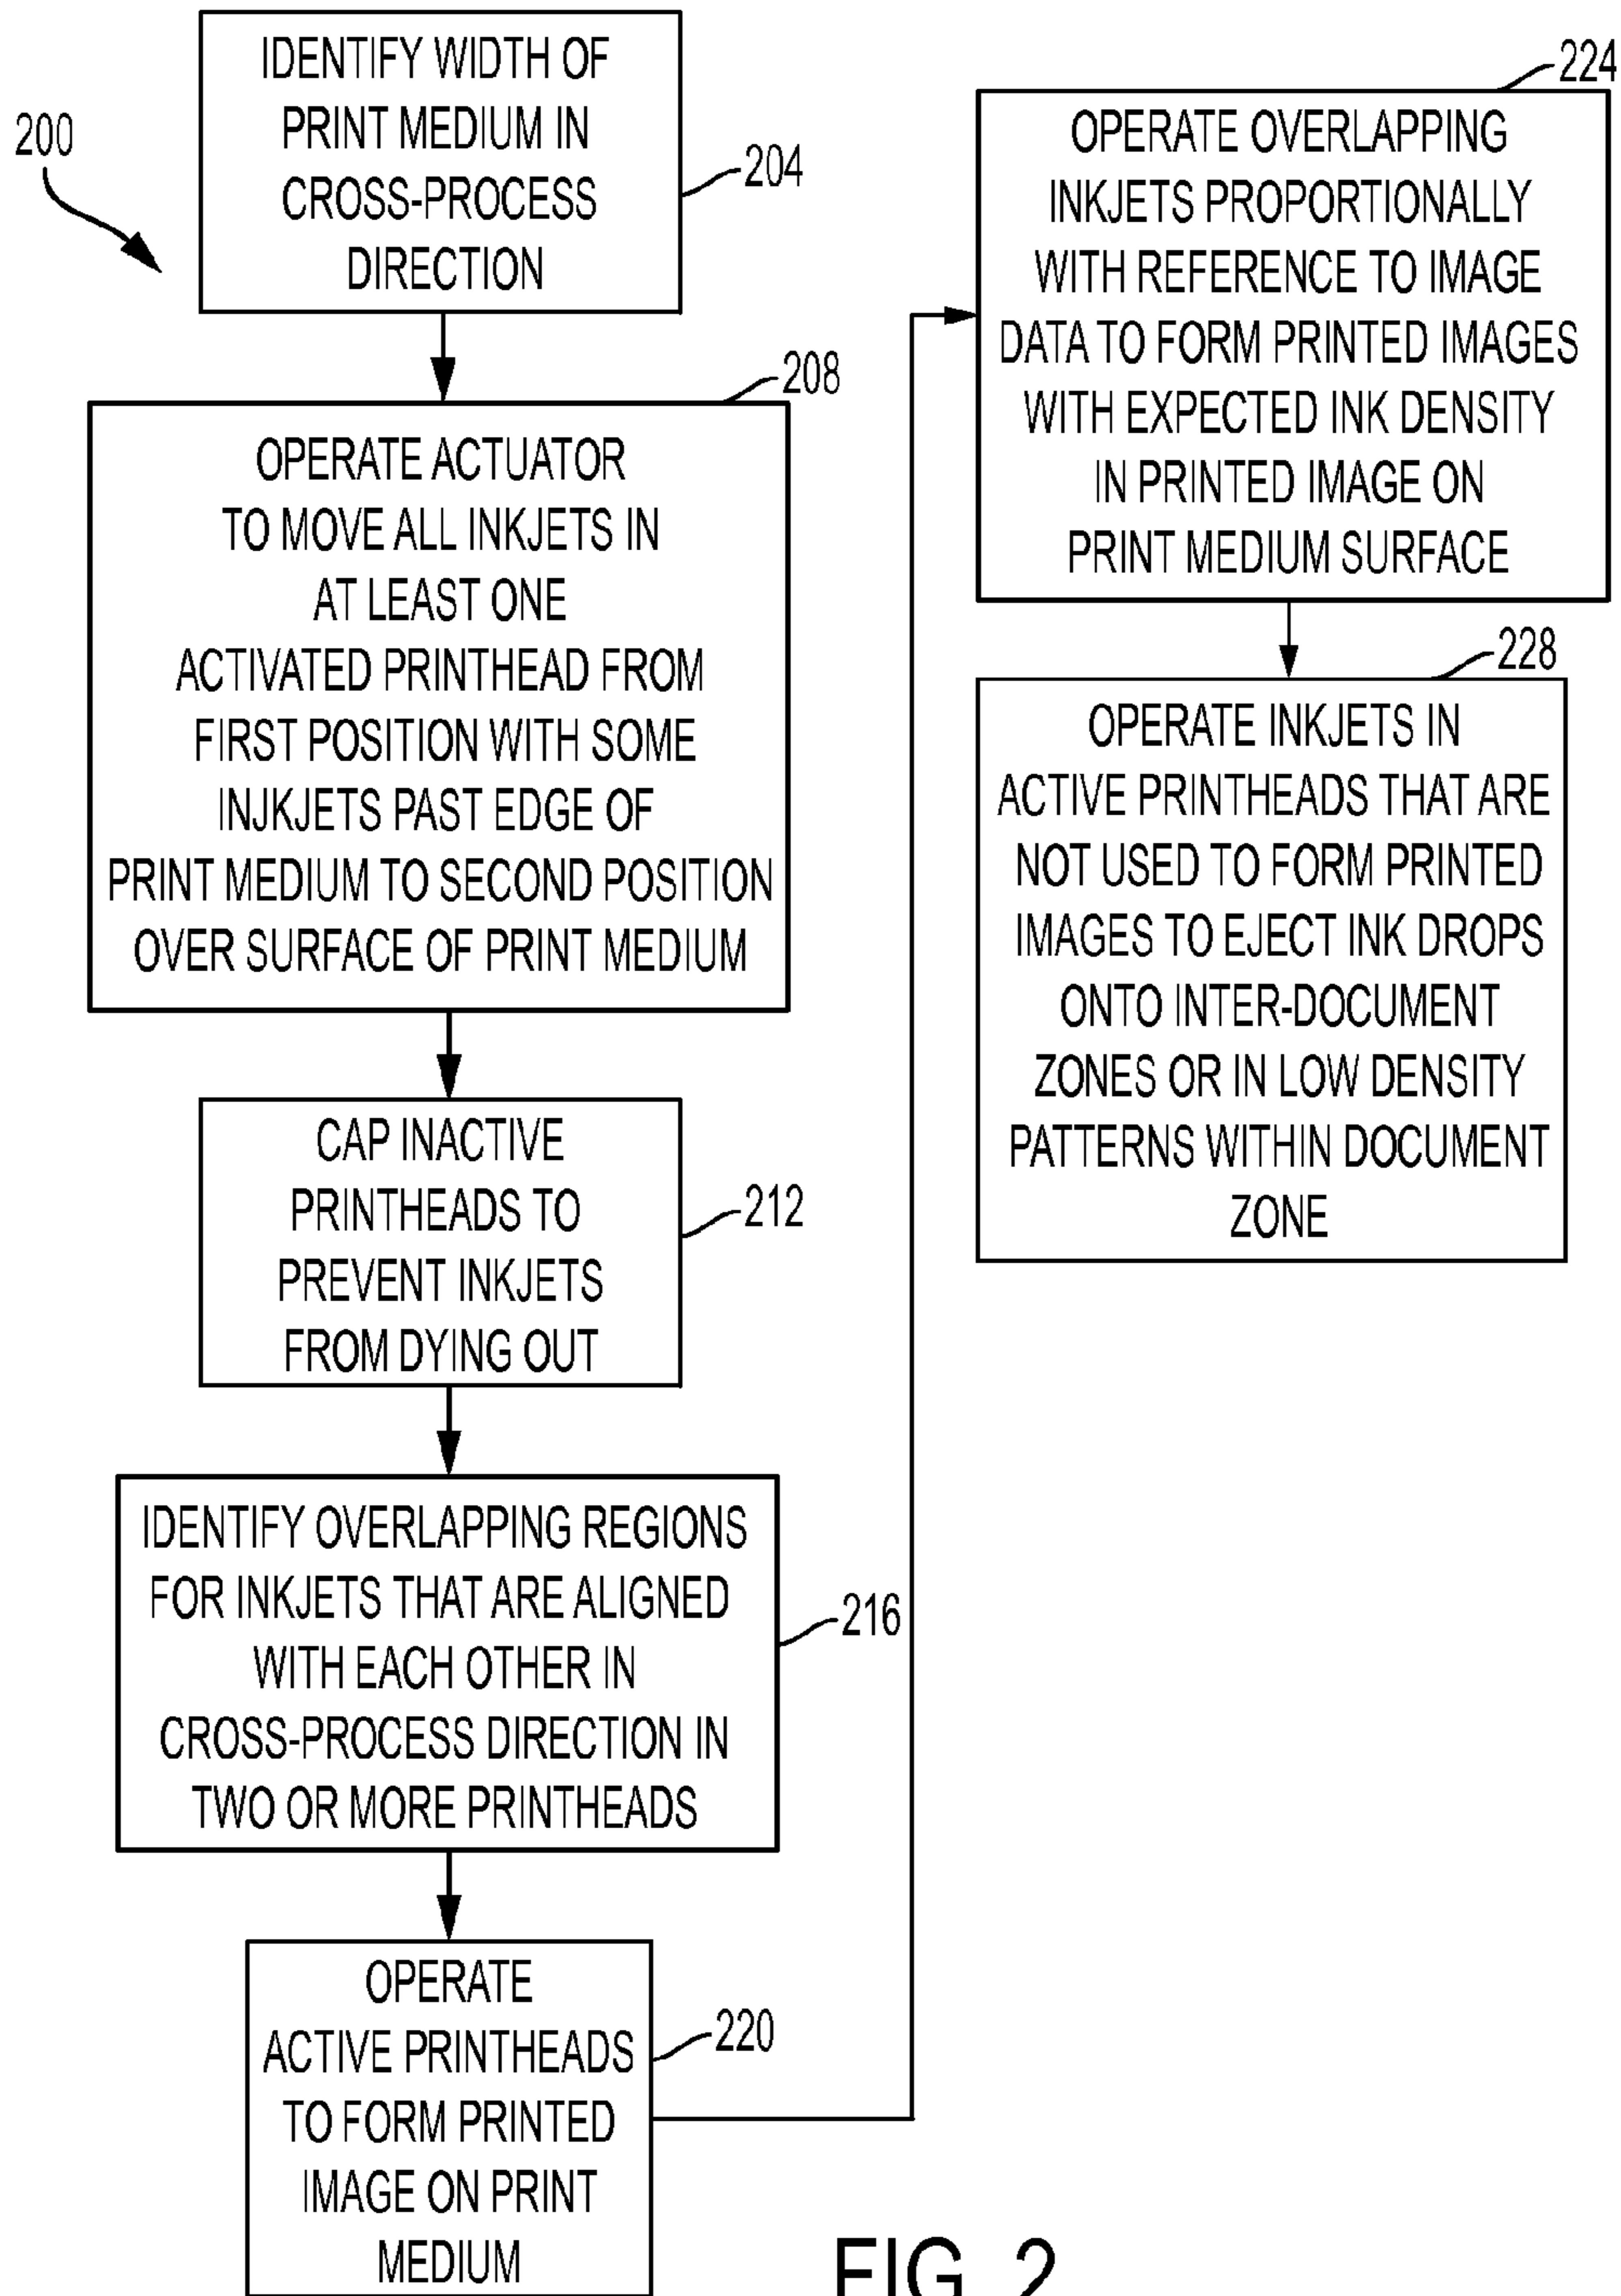 200
IDENTIFY WIDTH OF
PRINT MEDIUM IN
CROSS-PROCESS
DIRECTION
204
208
OPERATE ACTUATOR
TO MOVE ALL INKJETS IN
AT LEAST ONE
ACTIVATED PRINTHEAD FROM
FIRST POSITION WITH SOME
INJKJETS PAST EDGE OF
PRINT MEDIUM TO SECOND POSITION
OVER SURFACE OF PRINT MEDIUM
CAP INACTIVE
PRINTHEADS TO
PREVENT INKJETS
FROM DYING OUT
212
IDENTIFY OVERLAPPING REGIONS
FOR INKJETS THAT ARE ALIGNED
WITH EACH OTHER IN
CROSS-PROCESS DIRECTION IN
TWO OR MORE PRINTHEADS
216
OPERATE
ACTIVE PRINTHEADS
TO FORM PRINTED
IMAGE ON PRINT
MEDIUM
220
224
OPERATE OVERLAPPING
INKJETS PROPORTIONALLY
WITH REFERENCE TO IMAGE
DATA TO FORM PRINTED IMAGES
WITH EXPECTED INK DENSITY
IN PRINTED IMAGE ON
PRINT MEDIUM SURFACE
228
OPERATE INKJETS IN
ACTIVE PRINTHEADS THAT ARE
NOT USED TO FORM PRINTED
IMAGES TO EJECT INK DROPS
ONTO INTER-DOCUMENT
ZONES OR IN LOW DENSITY
PATTERNS WITHIN DOCUMENT
ZONE
FIG. 2